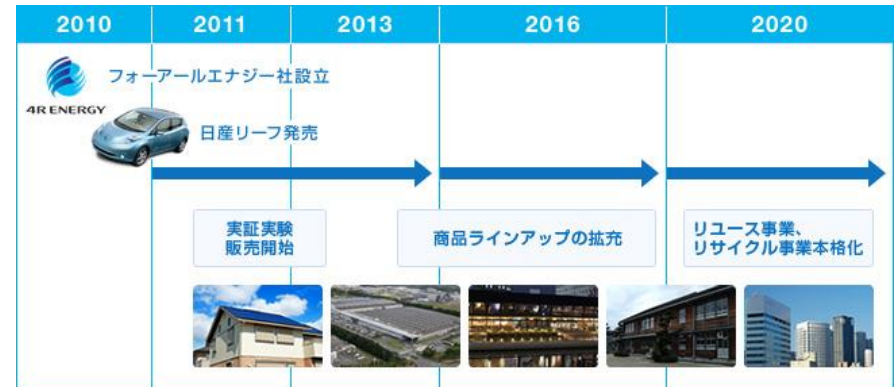 2010
2011
2013
2016
2020
フォーアールエナジー社設立
4R ENERGY
日産リーフ発売
実証実験
販売開始
商品ラインアップの拡充
リユース事業、
リサイクル事業本格化